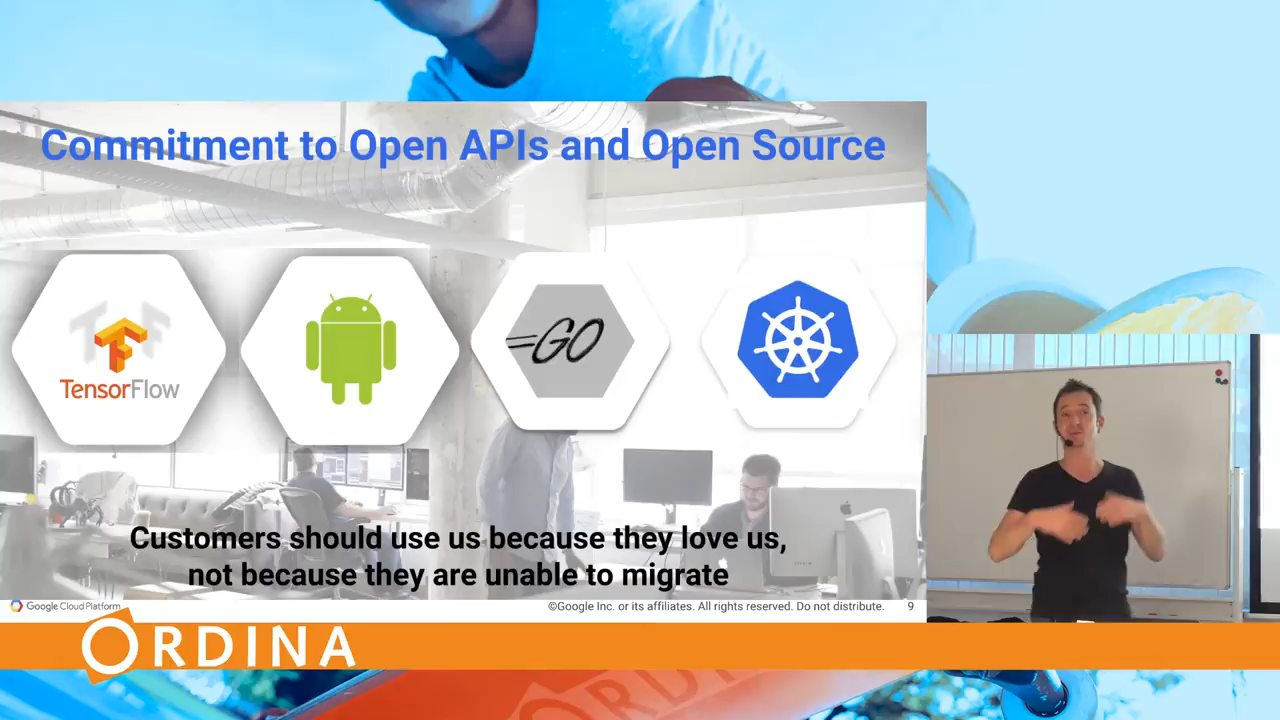 Commitment to Open APIs and Open Source
TensorFlow
GO
Customers should use us because they love us,
not because they are unable to migrate
Google Cloud Platform
©Google Inc. or its affiliates. All rights reserved. Do not distribute.
9
ORDINA
ORDI